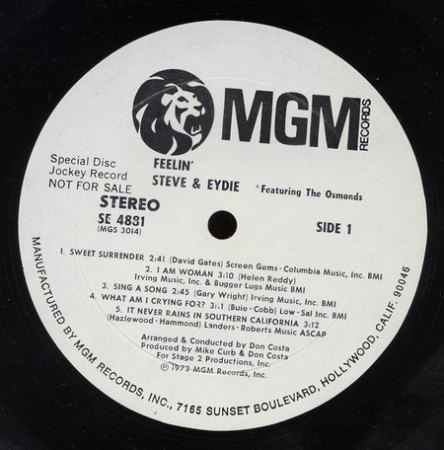 MGM
RECORDS
Special Disc
Jockey Record
NOT FOR SALE
FEELIN'
STEVE & EYDIE *Featuring The Osmonds
STEREO
SE 4831
(MGS 3014)
SIDE 1
1. SWEET SURRENDER 2:41 (David Gates) Screen Gems - Columbia Music, Inc. BMI
2. I AM WOMAN 3:10 (Helen Reddy)
Irving Music, Inc. & Bugger Lugs Music BMI
3. SING A SONG 2:45 (Gary Wright) Irving Music, Inc. BMI
4. WHAT AM I CRYING FOR?? (Buie - Cobb) Low - Sal Inc. BMI
5. IT NEVER RAINS IN SOUTHERN CALIFORNIA 3:12
(Hazlewood - Hammond) Landers - Roberts Music ASCAP
Arranged & Conducted by Don Costa
Produced by Mike Curb & Don Costa
For Stage 2 Productions, Inc.
℗ 1972 MGM Records, Inc.
MANUFACTURED BY MGM RECORDS, INC., 7165 SUNSET BOULEVARD, HOLLYWOOD, CALIF. 90046